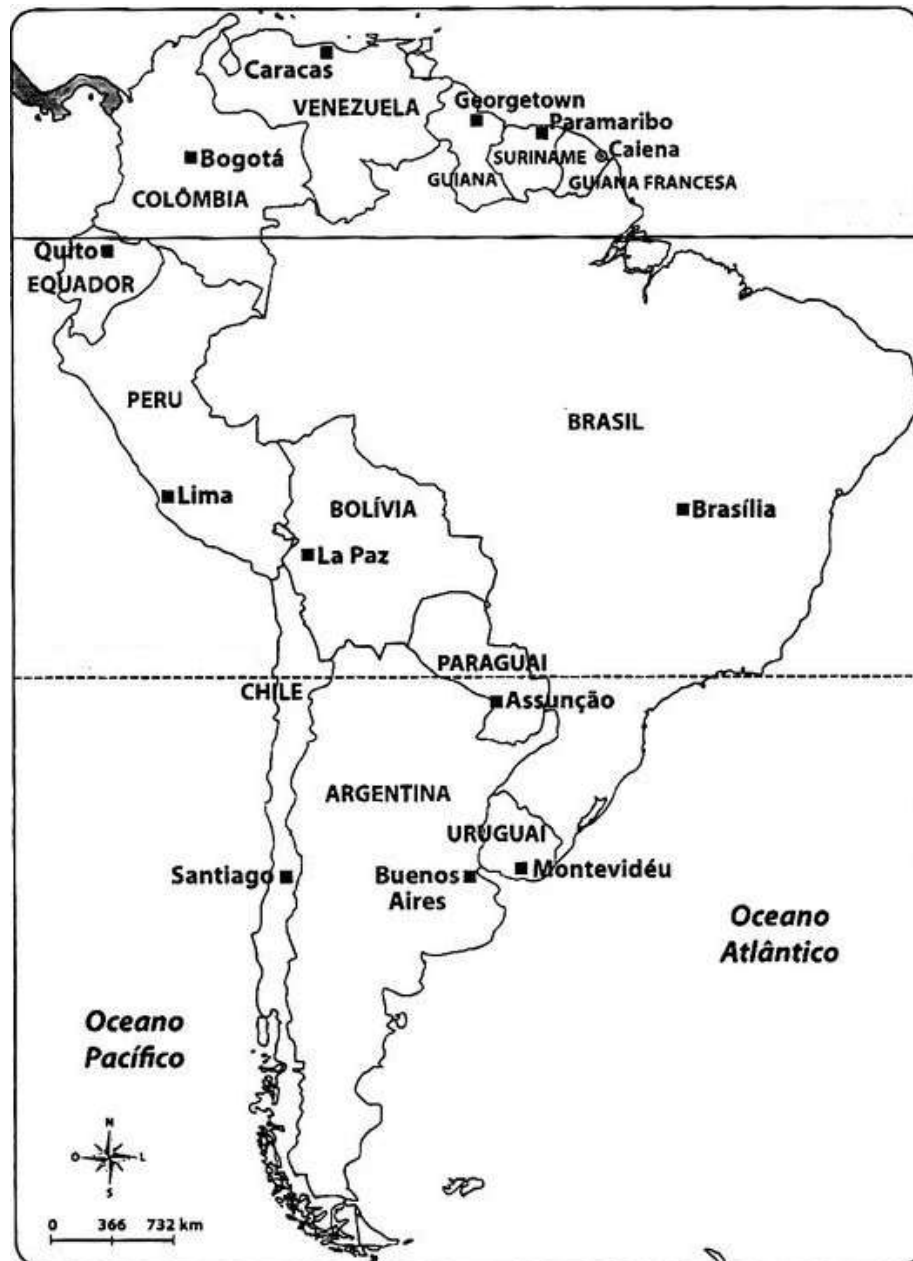 Caracas
VENEZUELA
Georgetown
Paramaribo
Bogotá
SURINAME
Caiena
GUIANA
GUIANA FRANCESA
COLÔMBIA
Quito
EQUADOR
PERU
BRASIL
Lima
BOLÍVIA
Brasília
La Paz
PARAGUAI
CHILE
Assunção
ARGENTINA
URUGUAI
Santiago
Buenos
Aires
Montevidéu
Oceano
Atlântico
Oceano
Pacífico
N
O L
S
0 366 732 km